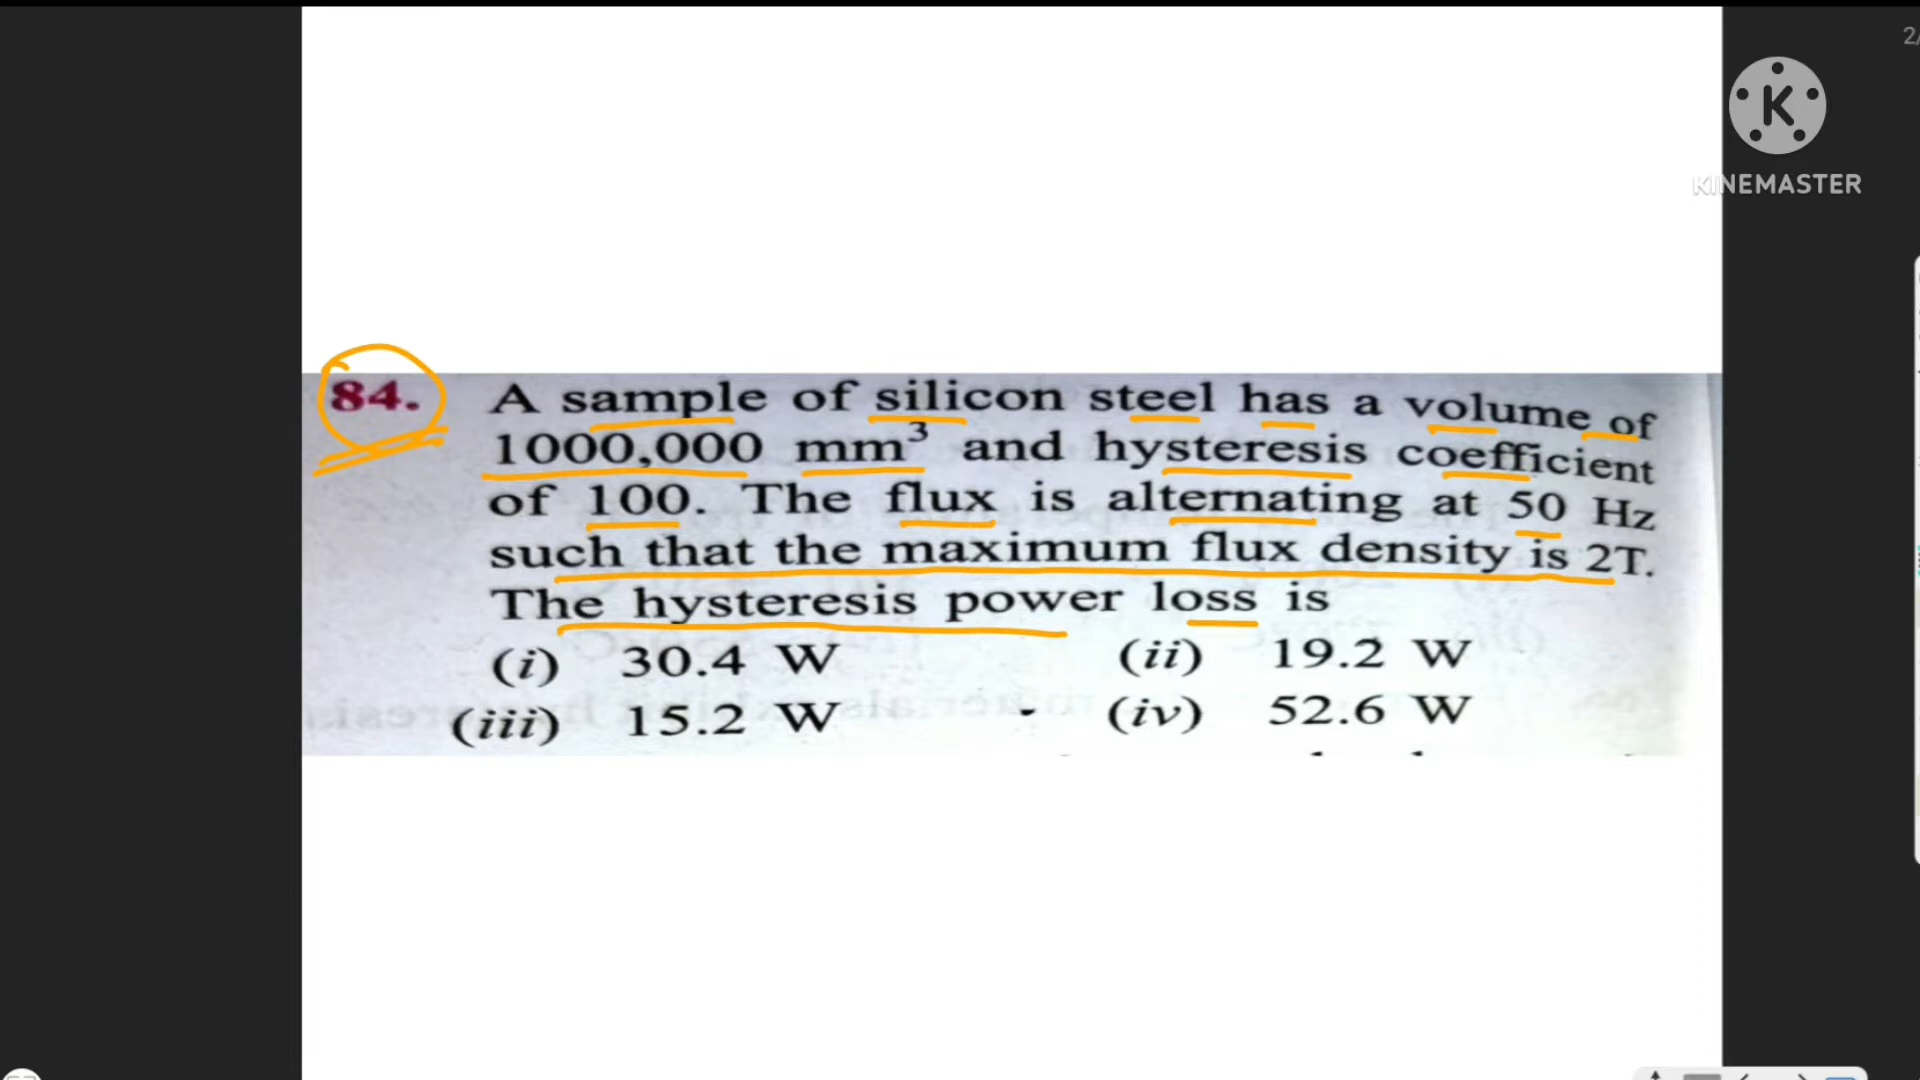 2/
K
KINEMASTER
84. A sample of silicon steel has a volume of
1000,000 mm³ and hysteresis coefficient
of 100. The flux is alternating at 50 Hz
such that the maximum flux density is 2T.
The hysteresis power loss is
(i) 30.4 W (ii) 19.2 W
(iii) 15.2 W (iv) 52.6 W